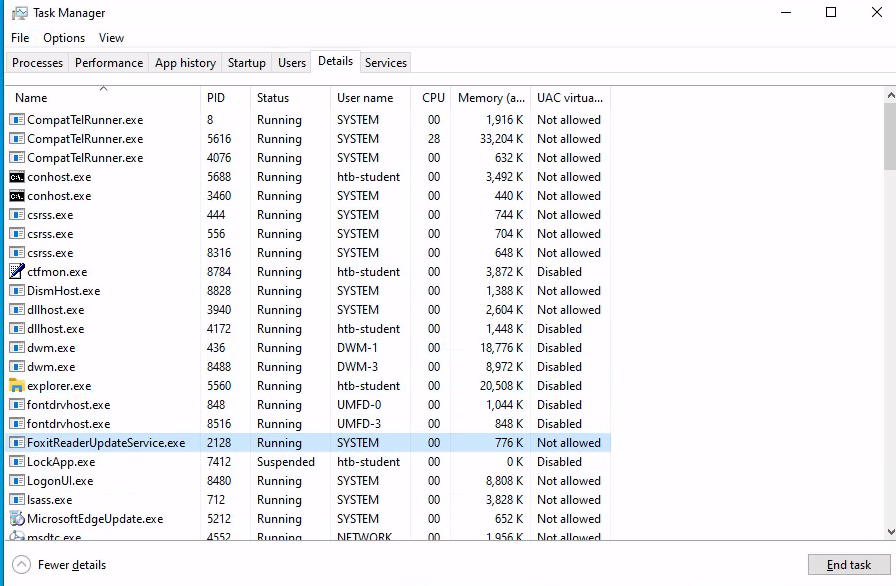 Task Manager
File Options View
Processes Performance App history Startup Users Details Services
Name PID Status User name CPU Memory (a... UAC virtua...
CompatTelRunner.exe 8 Running SYSTEM 00 1,916 K Not allowed
CompatTelRunner.exe 5616 Running SYSTEM 28 33,204 K Not allowed
CompatTelRunner.exe 4076 Running SYSTEM 00 632 K Not allowed
conhost.exe 5688 Running htb-student 00 3,492 K Not allowed
conhost.exe 3460 Running SYSTEM 00 440 K Not allowed
csrss.exe 444 Running SYSTEM 00 744 K Not allowed
csrss.exe 556 Running SYSTEM 00 704 K Not allowed
csrss.exe 8316 Running SYSTEM 00 648 K Not allowed
ctfmon.exe 8784 Running htb-student 00 3,872 K Disabled
DismHost.exe 8828 Running SYSTEM 00 1,388 K Not allowed
dllhost.exe 3940 Running SYSTEM 00 2,604 K Not allowed
dllhost.exe 4172 Running htb-student 00 1,448 K Disabled
dwm.exe 436 Running DWM-1 00 18,776 K Disabled
dwm.exe 8488 Running DWM-3 00 8,972 K Disabled
explorer.exe 5560 Running htb-student 00 20,508 K Disabled
fontdrvhost.exe 848 Running UMFD-0 00 1,044 K Disabled
fontdrvhost.exe 8516 Running UMFD-3 00 848 K Disabled
FoxitReaderUpdateService.exe 2128 Running SYSTEM 00 776 K Not allowed
LockApp.exe 7412 Suspended htb-student 00 0 K Disabled
LogonUI.exe 8480 Running SYSTEM 00 8,808 K Not allowed
lsass.exe 712 Running SYSTEM 00 3,828 K Not allowed
MicrosoftEdgeUpdate.exe 5212 Running SYSTEM 00 652 K Not allowed
msdtc.exe 4552 Running NETWORK 00 1,956 K Not allowed
Fewer details End task